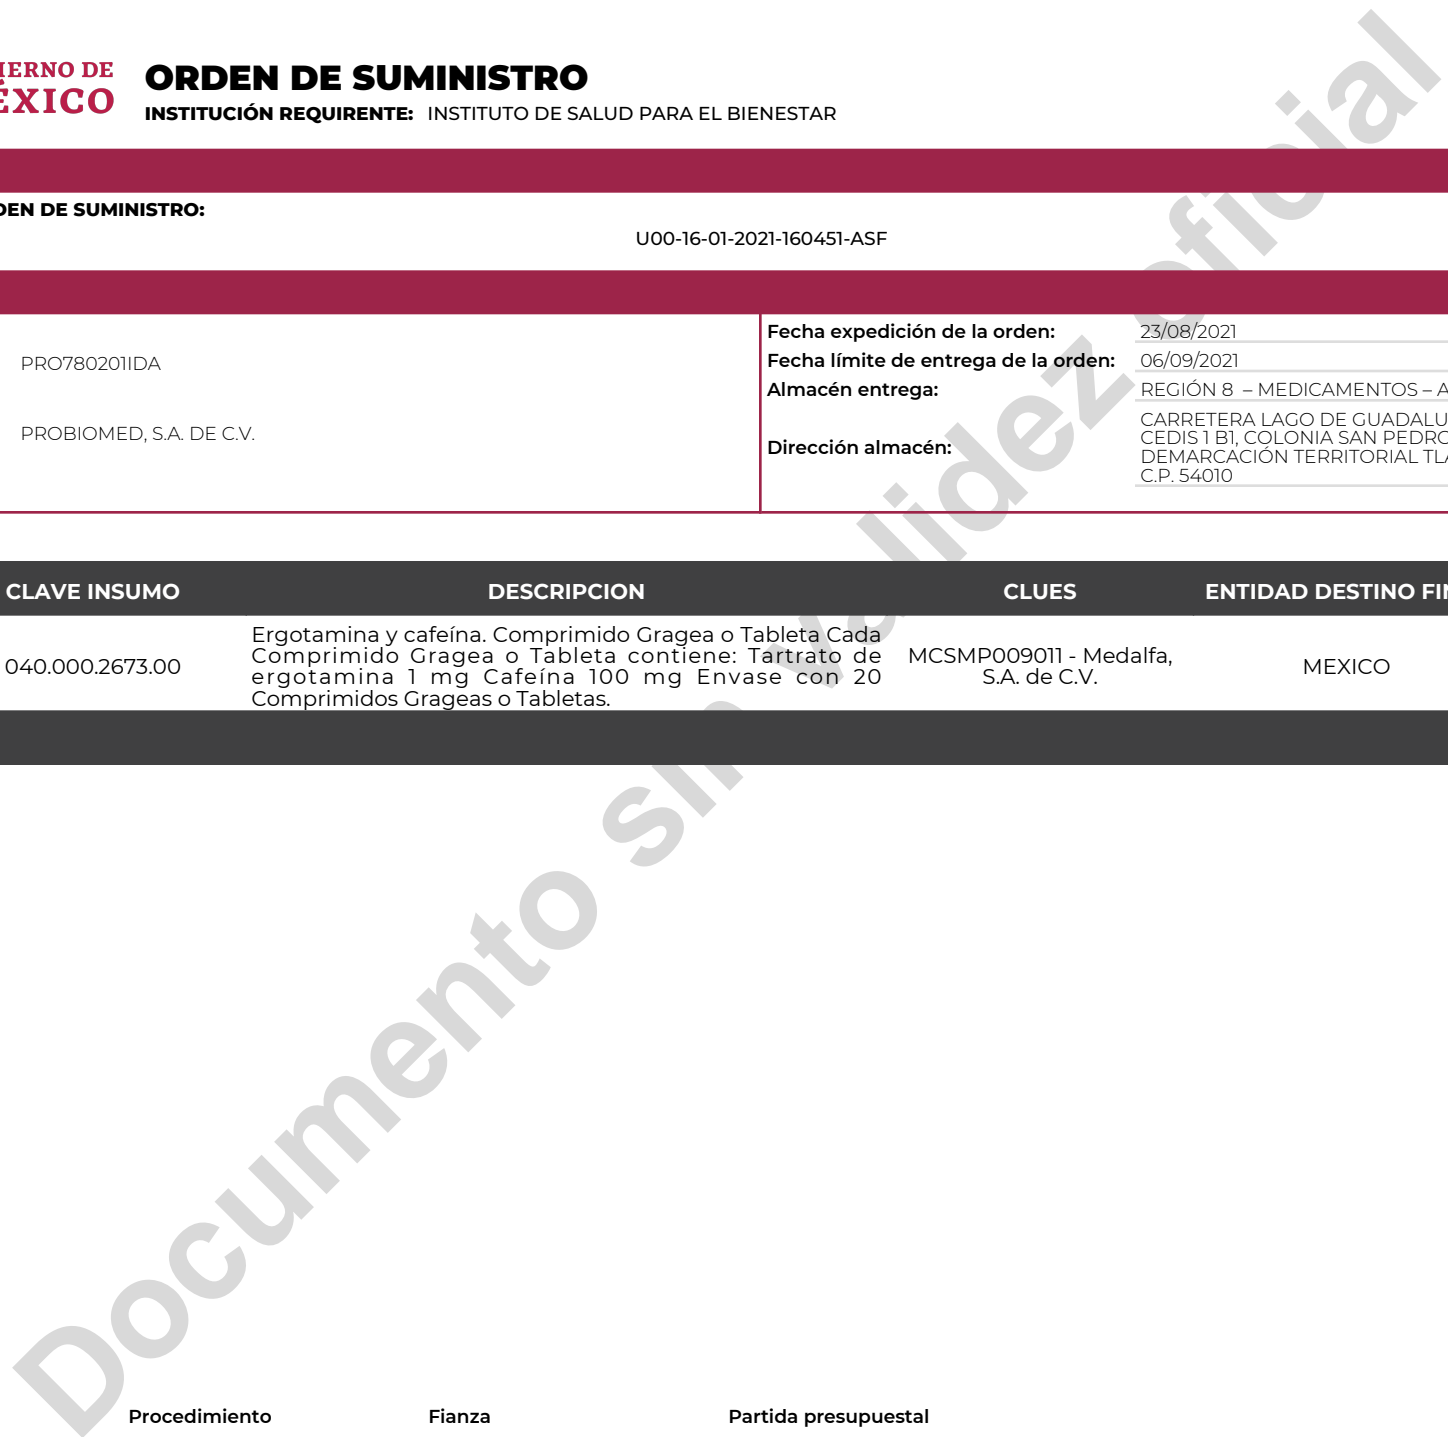 IERNO DE
ÉXICO
ORDEN DE SUMINISTRO
INSTITUCIÓN REQUIRENTE: INSTITUTO DE SALUD PARA EL BIENESTAR
DEN DE SUMINISTRO:
U00-16-01-2021-160451-ASF
PRO780201IDA
PROBIOMED, S.A. DE C.V.
Fecha expedición de la orden: 23/08/2021
Fecha límite de entrega de la orden: 06/09/2021
Almacén entrega: REGIÓN 8 – MEDICAMENTOS – A
Dirección almacén: CARRETERA LAGO DE GUADALU
CEDIS 1 B1, COLONIA SAN PEDRO
DEMARCACIÓN TERRITORIAL TLA
C.P. 54010
CLAVE INSUMO DESCRIPCION CLUES ENTIDAD DESTINO FIN
040.000.2673.00
Ergotamina y cafeína. Comprimido Gragea o Tableta Cada
Comprimido Gragea o Tableta contiene: Tartrato de
ergotamina 1 mg Cafeína 100 mg Envase con 20
Comprimidos Grageas o Tabletas.
MCSMP009011 - Medalfa,
S.A. de C.V.
MEXICO
Documento sin validez oficial
Procedimiento Fianza Partida presupuestal